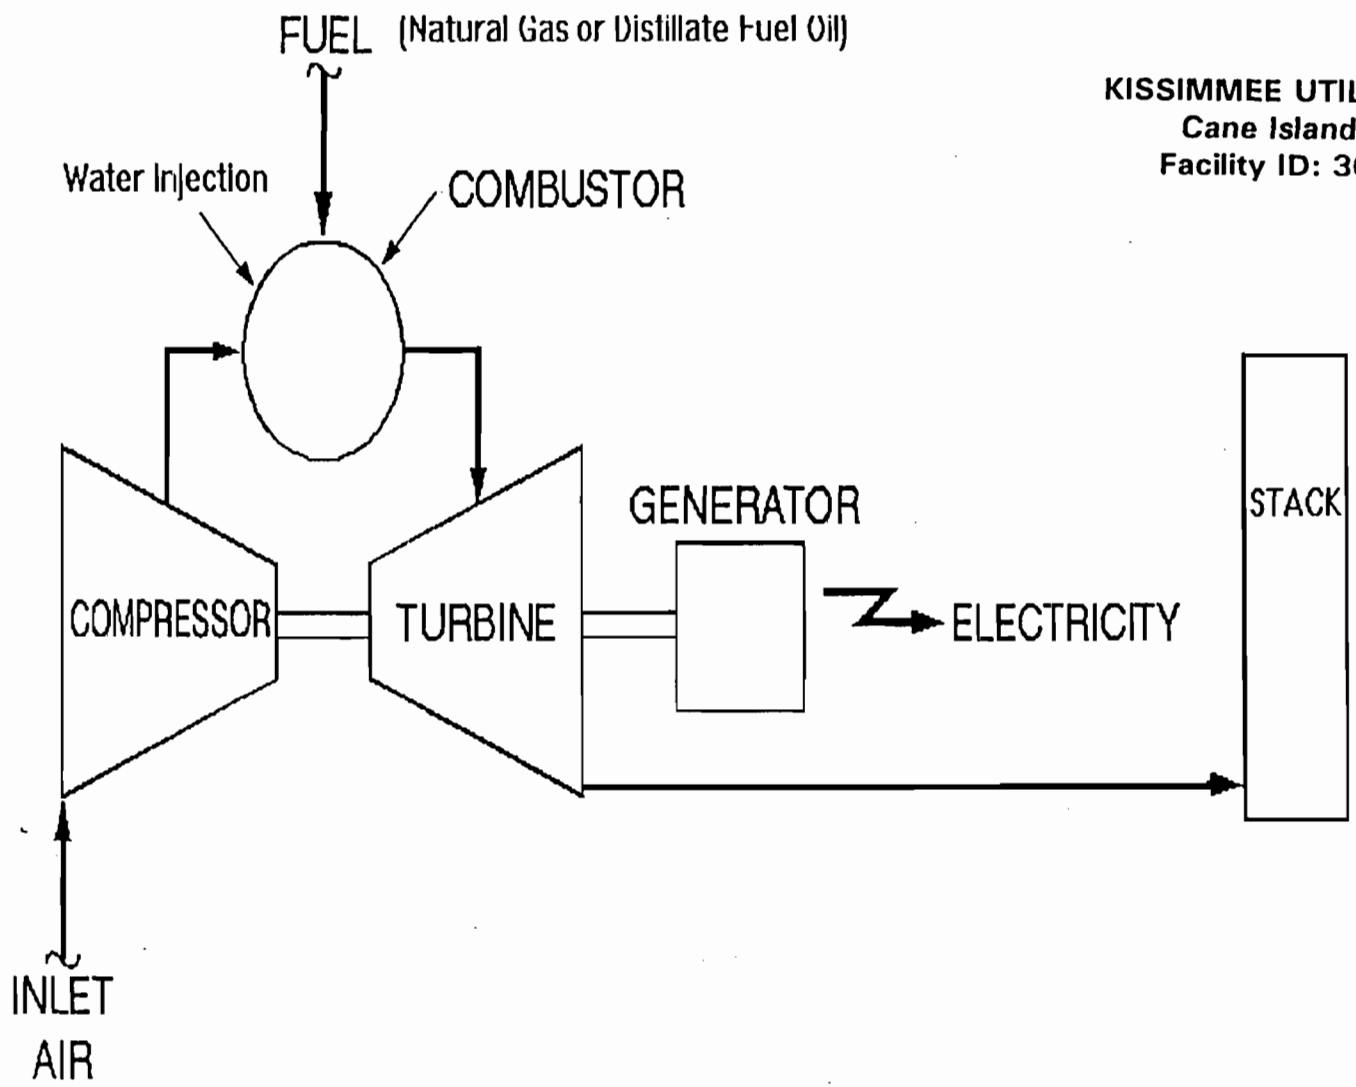 FUEL (Natural Gas or Distillate Fuel Oil)
KISSIMMEE UTIL
Cane Island
Facility ID: 3
Water Injection
COMBUSTOR
GENERATOR
STACK
COMPRESSOR
TURBINE
ELECTRICITY
INLET
AIR